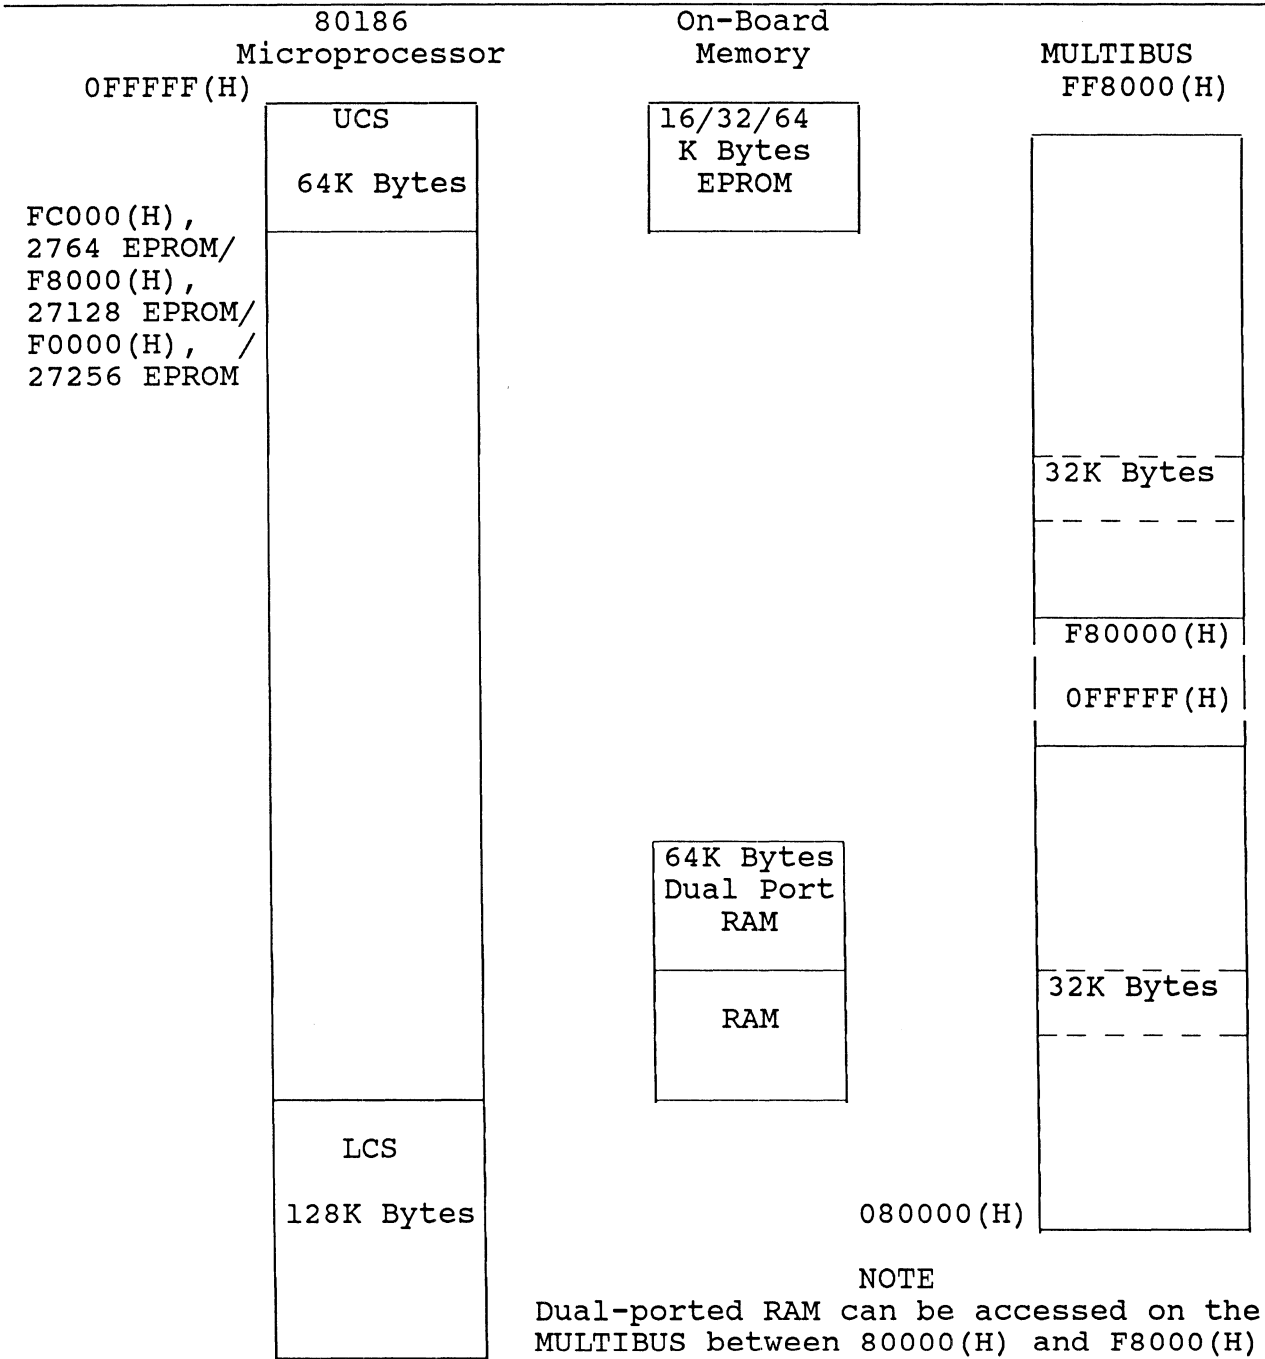 80186
Microprocessor
On-Board
Memory
MULTIBUS
0FFFFF(H)
FF8000(H)
UCS
64K Bytes
16/32/64
K Bytes
EPROM
FC000(H),
2764 EPROM/
F8000(H),
27128 EPROM/
F0000(H), /
27256 EPROM
32K Bytes
F80000(H)
0FFFFF(H)
64K Bytes
Dual Port
RAM
RAM
32K Bytes
LCS
128K Bytes
080000(H)
NOTE
Dual-ported RAM can be accessed on the
MULTIBUS between 80000(H) and F8000(H)